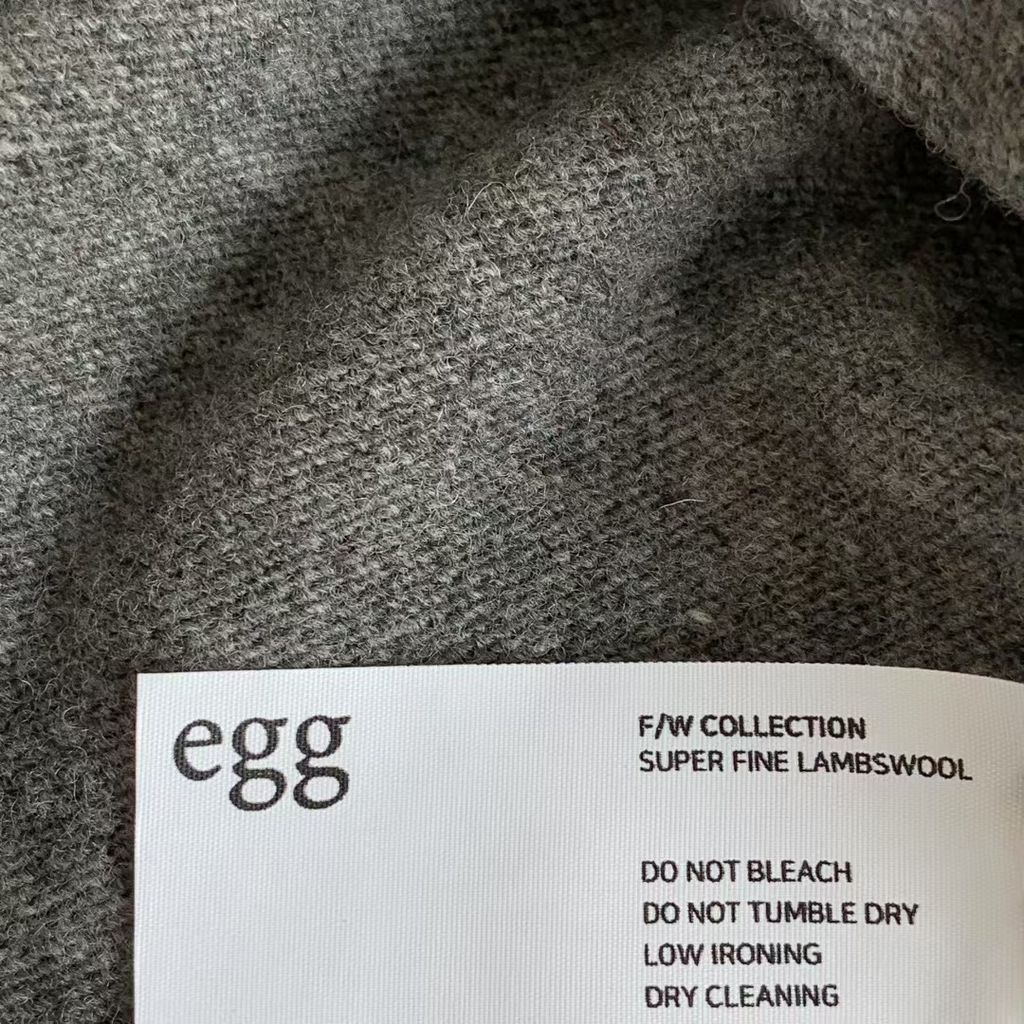 egg
F/W COLLECTION
SUPER FINE LAMBSWOOL
DO NOT BLEACH
DO NOT TUMBLE DRY
LOW IRONING
DRY CLEANING